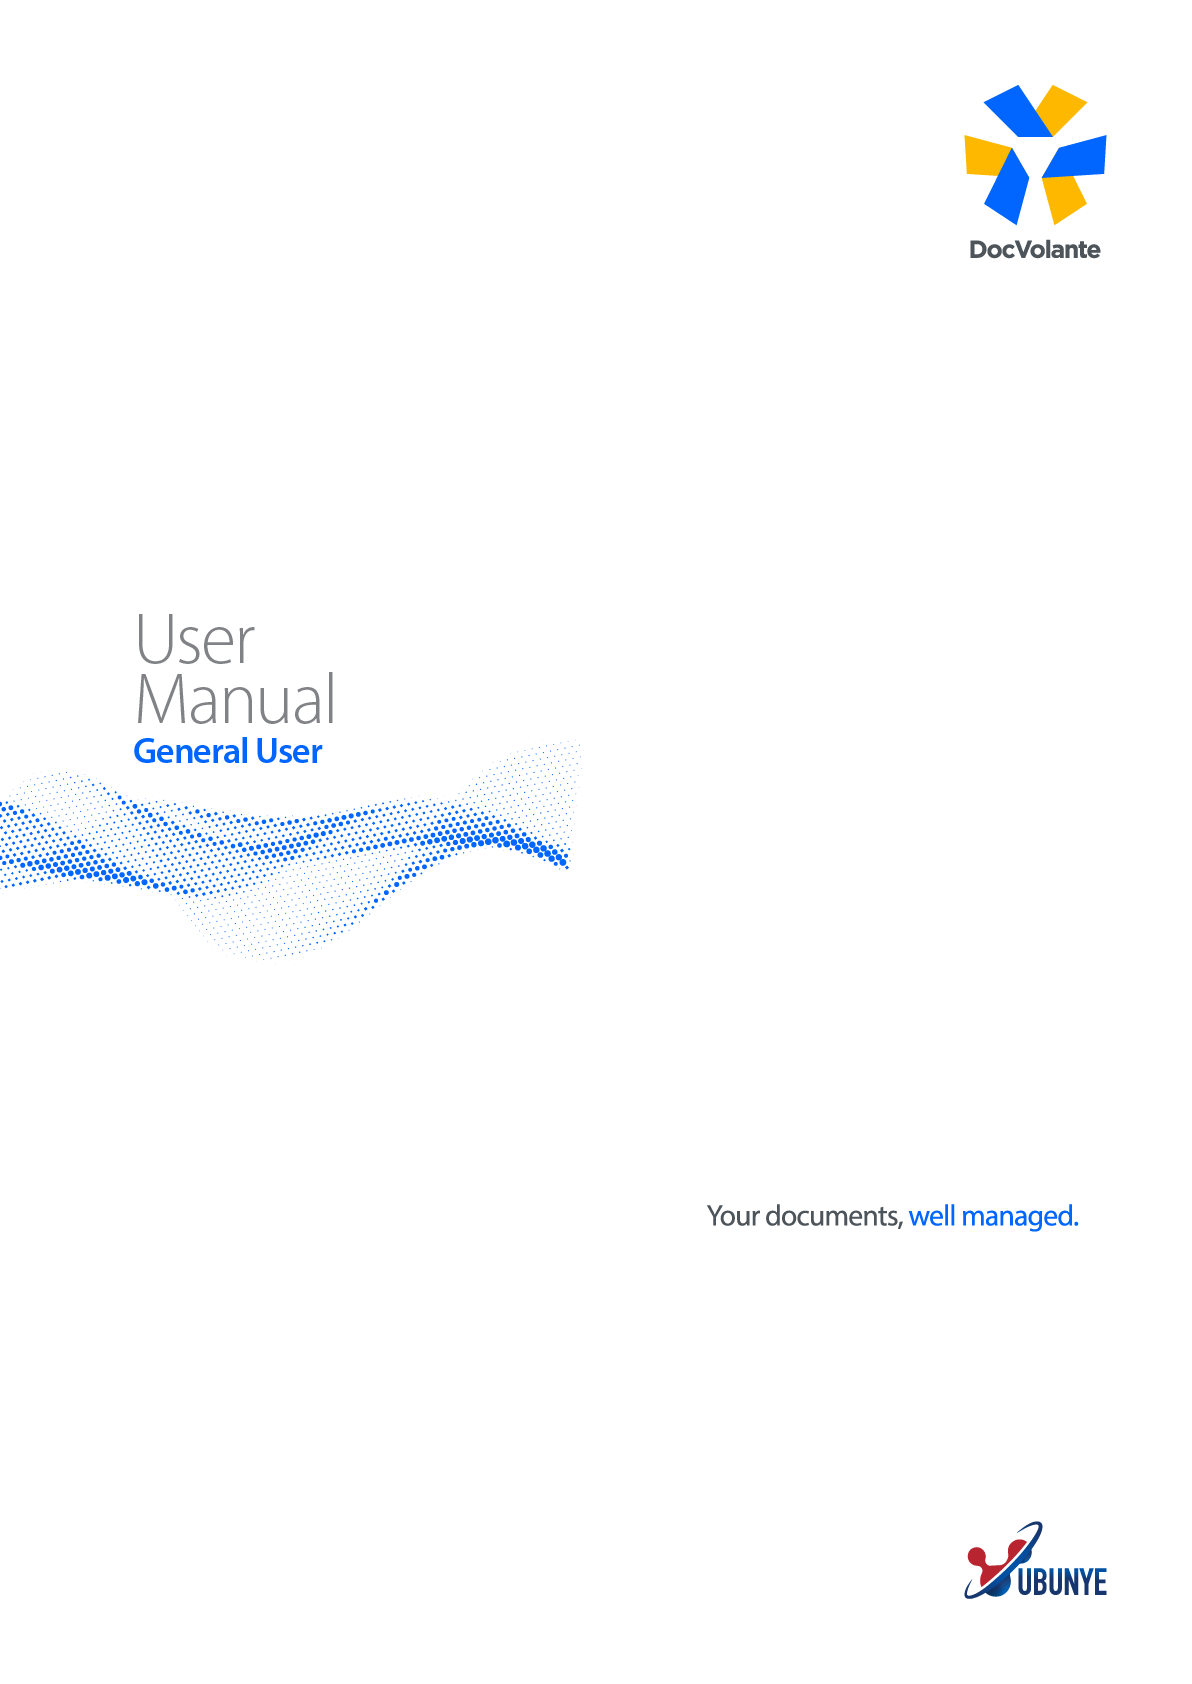 DocVolante
User
Manual
General User
Your documents, well managed.
UBUNYE